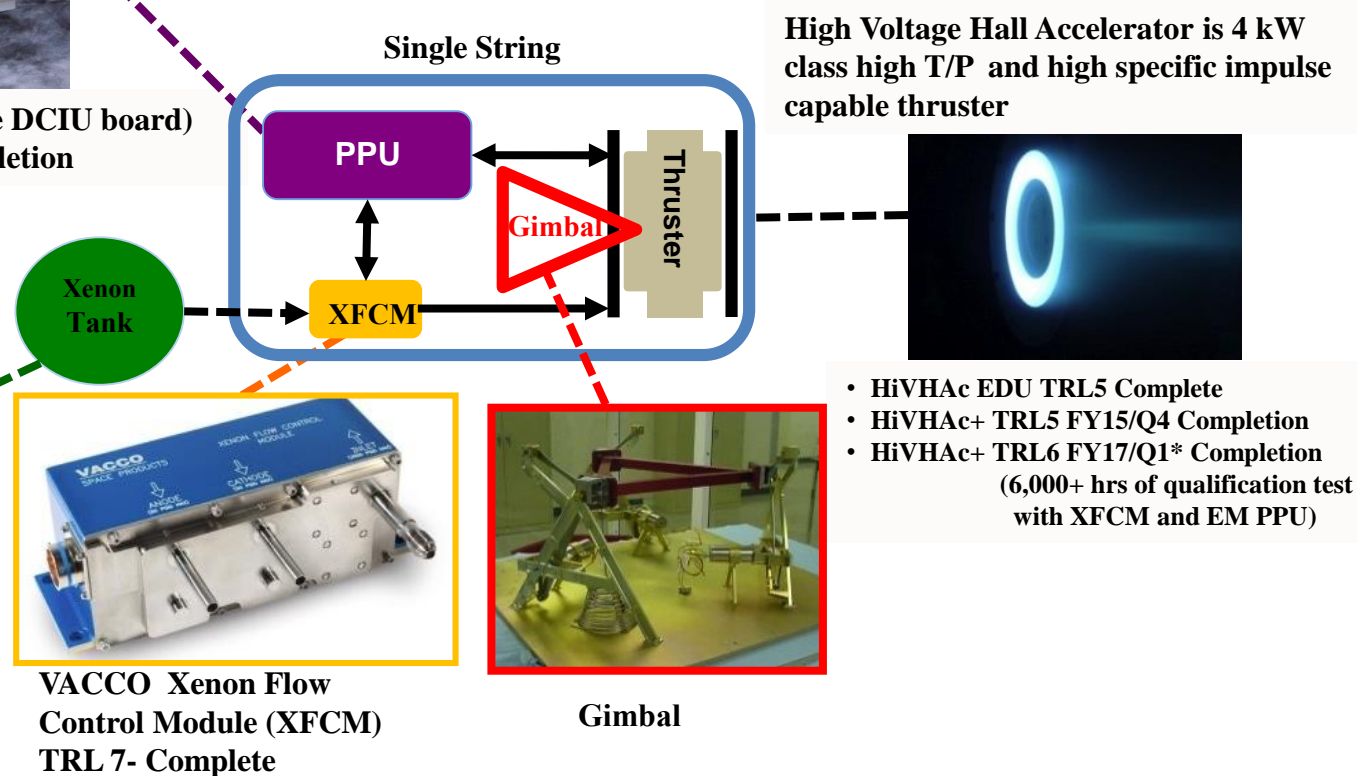 Single String
High Voltage Hall Accelerator is 4 kW
class high T/P and high specific impulse
capable thruster
DCIU board)
PPU
Thruster
Gimbal
Xenon
Tank
XFCM
• HiVHAc EDU TRL5 Complete
• HiVHAc+ TRL5 FY15/Q4 Completion
• HiVHAc+ TRL6 FY17/Q1* Completion
(6,000+ hrs of qualification test
with XFCM and EM PPU)
XENON FLOW CONTROL
MODULE
VACCO
SPACE PRODUCTS
INLET
CATHODE
ANODE
VACCO Xenon Flow
Control Module (XFCM)
TRL 7- Complete
Gimbal